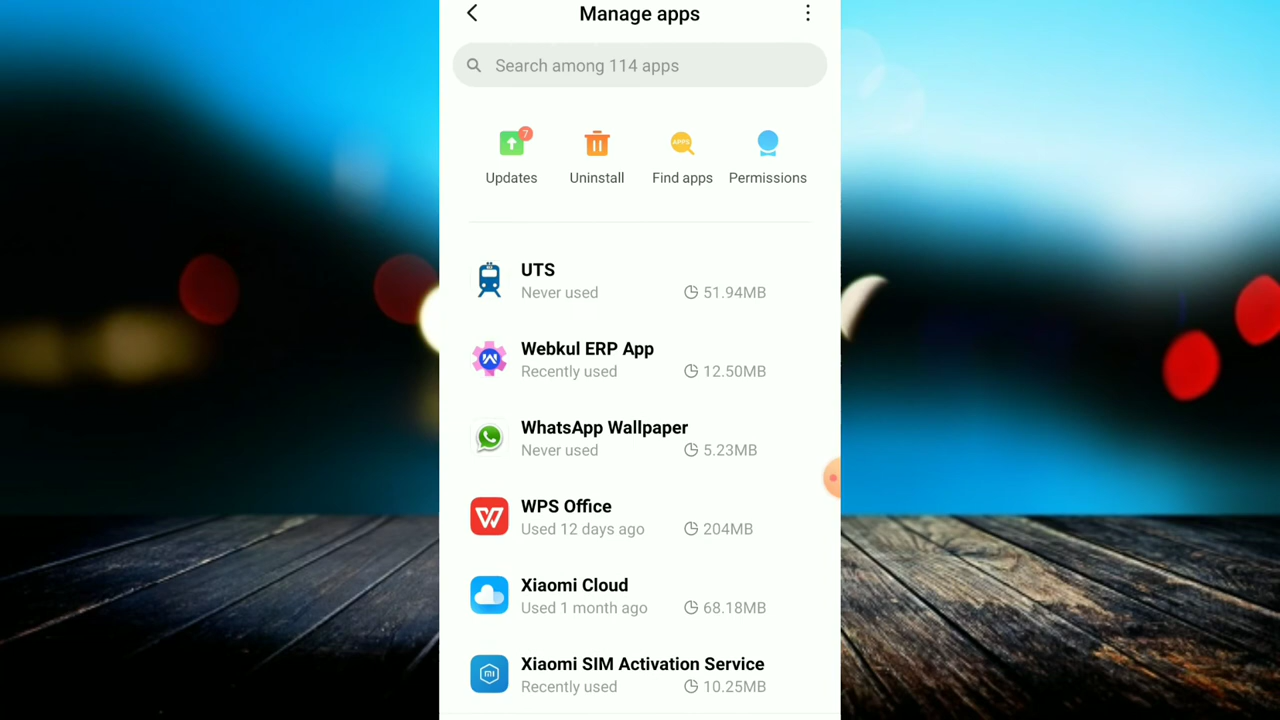 Manage apps
Search among 114 apps
7
APPS
Updates Uninstall Find apps Permissions
UTS
Never used 51.94MB
Webkul ERP App
Recently used 12.50MB
WhatsApp Wallpaper
Never used 5.23MB
WPS Office
Used 12 days ago 204MB
Xiaomi Cloud
Used 1 month ago 68.18MB
Xiaomi SIM Activation Service
mi
Recently used 10.25MB